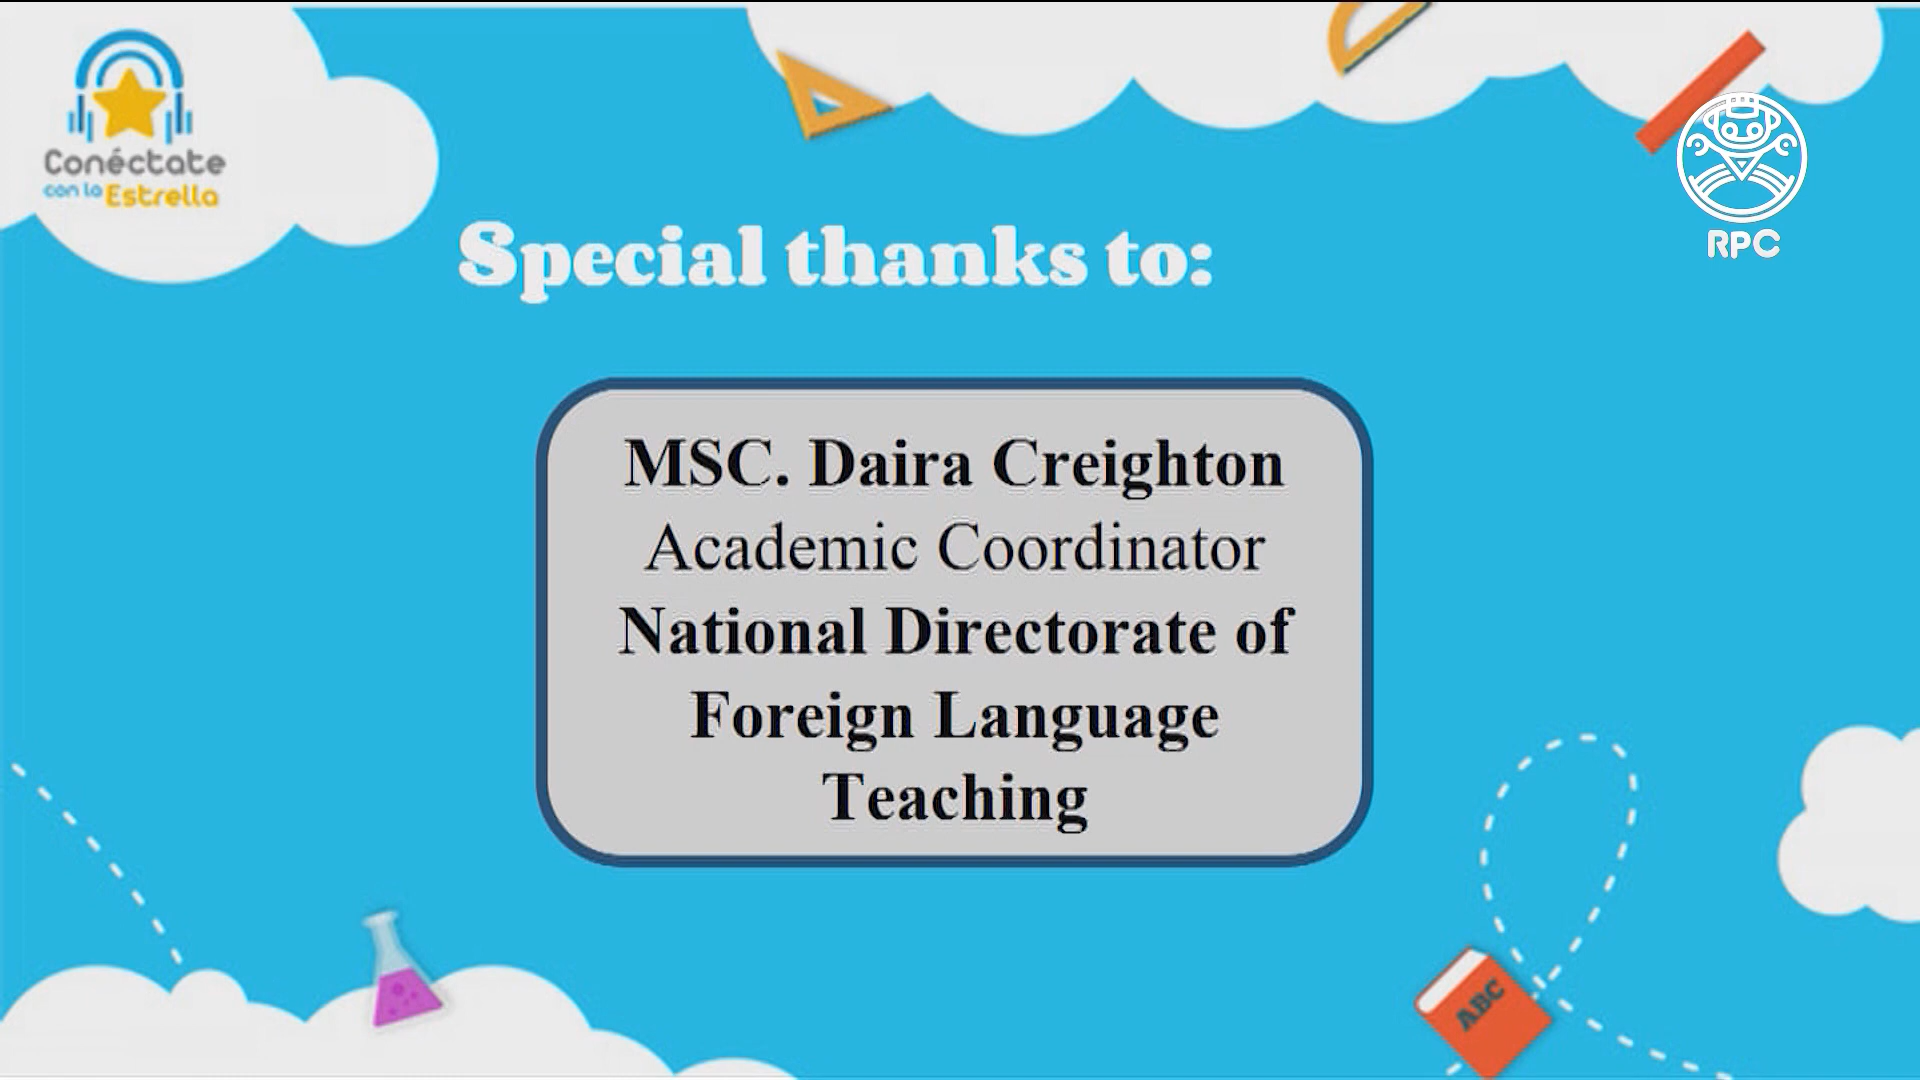 Conéctate
con la Estrella
RPC
Special thanks to:
MSC. Daira Creighton
Academic Coordinator
National Directorate of
Foreign Language
Teaching
ABC